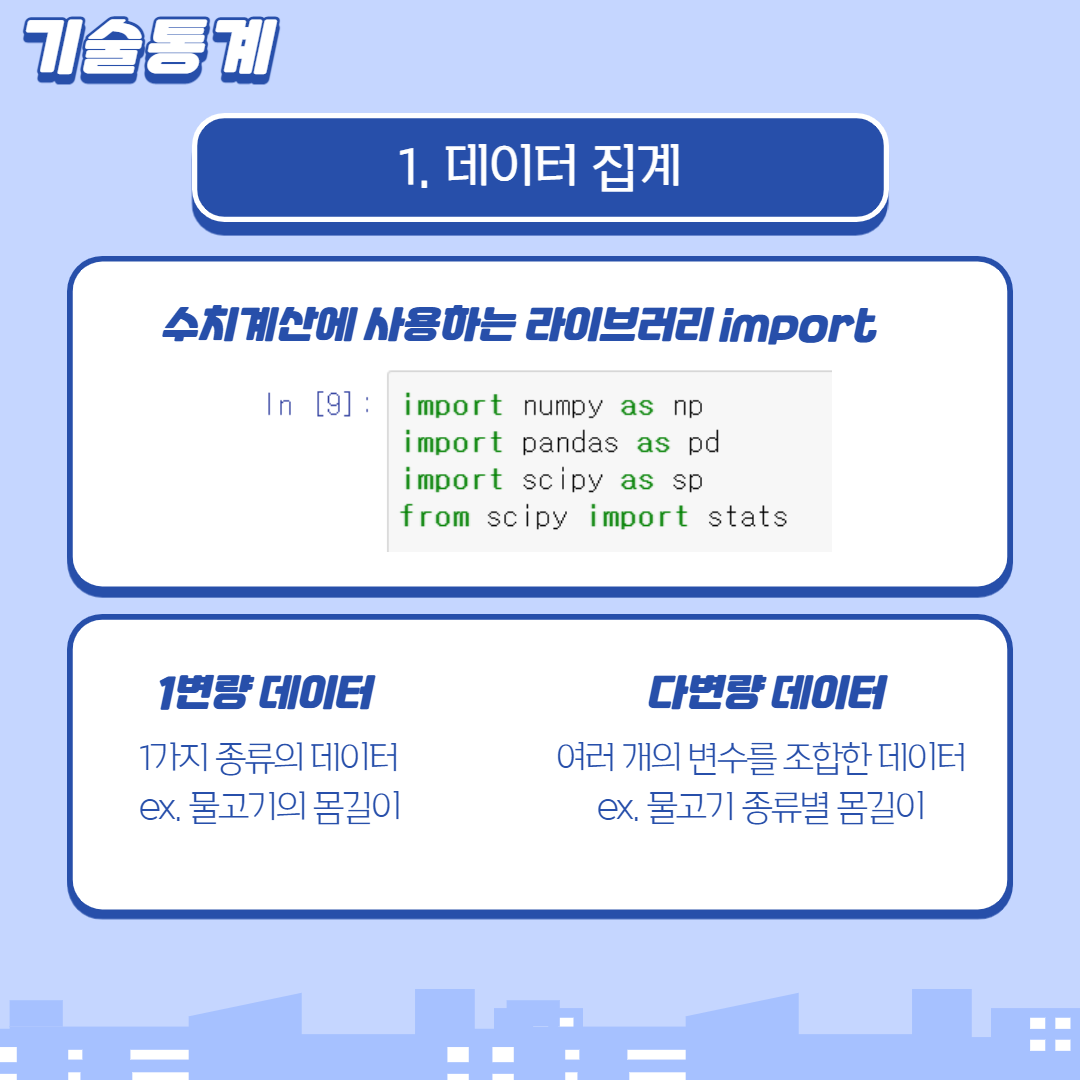 기술통계
1. 데이터 집계
수치계산에 사용하는 라이브러리 import
In [9]:
import numpy as np
import pandas as pd
import scipy as sp
from scipy import stats
1변량 데이터
1가지 종류의 데이터
ex. 물고기의 몸길이
다변량 데이터
여러 개의 변수를 조합한 데이터
ex. 물고기 종류별 몸길이